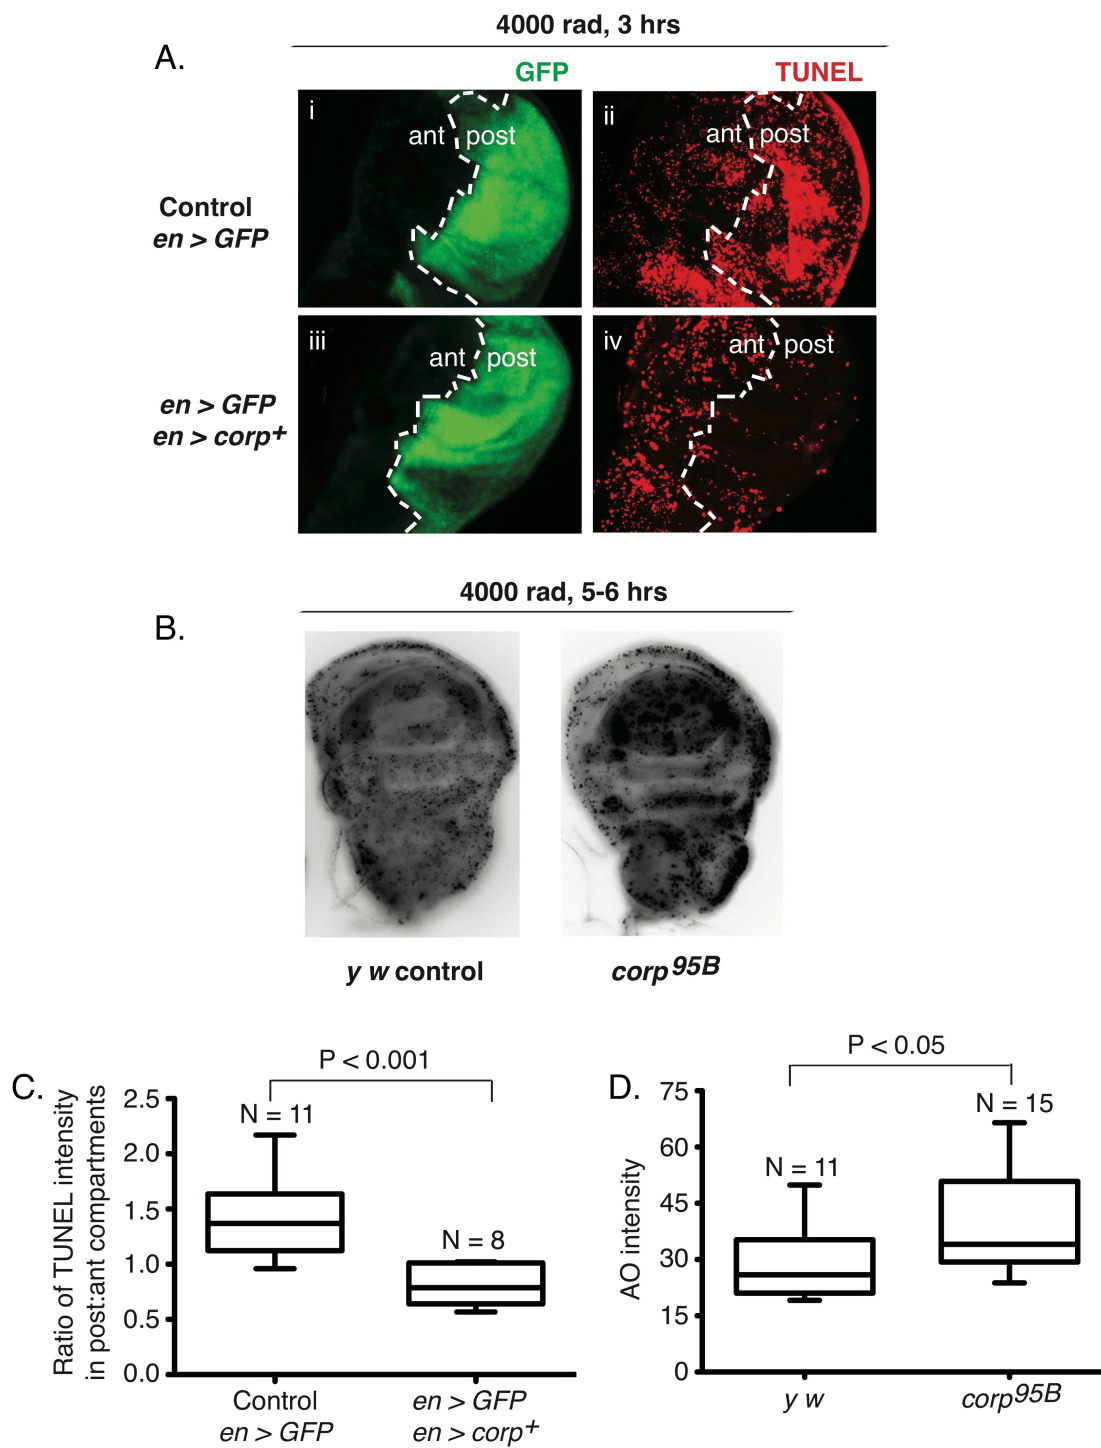 4000 rad, 3 hrs
A.
GFP
TUNEL
i
ant
post
ii
ant
post
Control
en > GFP
iii
ant
post
iv
ant
post
en > GFP
en > corp+
4000 rad, 5-6 hrs
B.
y w control
corp95B
C.
P < 0.001
Ratio of TUNEL intensity
in post:ant compartments
2.5
2.0
1.5
1.0
0.5
0.0
N = 11
N = 8
Control
en > GFP
en > GFP
en > corp+
D.
P < 0.05
AO intensity
75
60
45
30
15
0
N = 11
N = 15
y w
corp95B